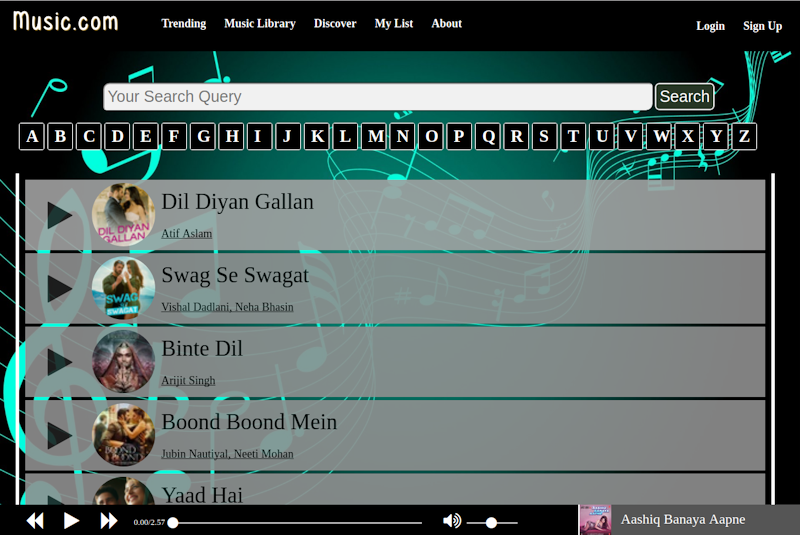 Music.com Trending Music Library Discover My List About Login Sign Up
Your Search Query Search
A B C D E F G H I J K L M N O P Q R S T U V W X Y Z
DIL DIYAN
GALLAN
Dil Diyan Gallan
Atif Aslam
SWAG
SE
SWAGAT
Swag Se Swagat
Vishal Dadlani, Neha Bhasin
Binte Dil
Arijit Singh
Boond Boond Mein
Jubin Nautiyal, Neeti Mohan
Yaad Hai
0.00/2.57
Aashiq Banaya Aapne